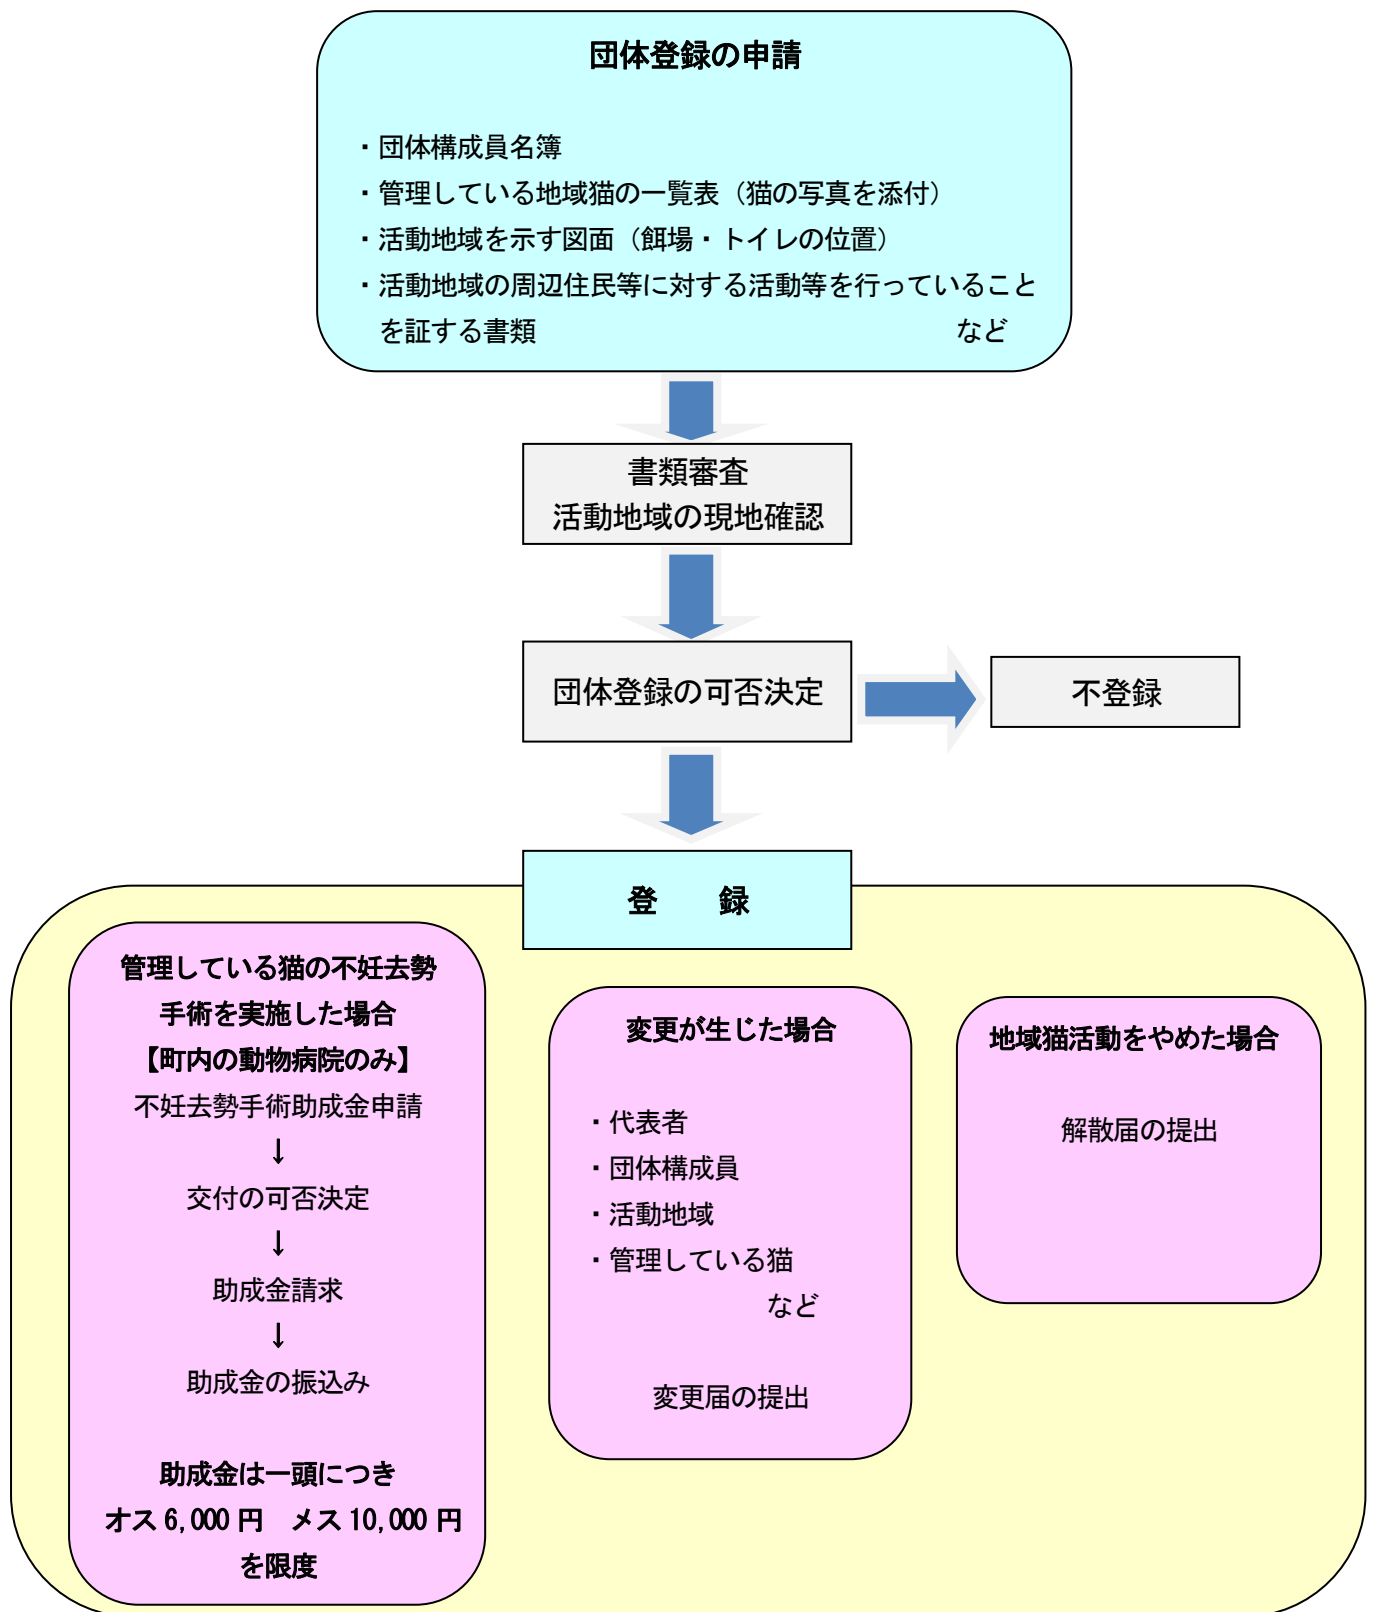 団体登録の申請
・団体構成員名簿
・管理している地域猫の一覧表（猫の写真を添付）
・活動地域を示す図面（餌場・トイレの位置）
・活動地域の周辺住民等に対する活動等を行っていること
を証する書類　　　　　　　　　　　　　　　　など
書類審査
活動地域の現地確認
団体登録の可否決定
不登録
登　　録
管理している猫の不妊去勢
手術を実施した場合
【町内の動物病院のみ】
不妊去勢手術助成金申請
↓
交付の可否決定
↓
助成金請求
↓
助成金の振込み
助成金は一頭につき
オス 6,000 円　メス 10,000 円
を限度
変更が生じた場合
・代表者
・団体構成員
・活動地域
・管理している猫
など
変更届の提出
地域猫活動をやめた場合
解散届の提出